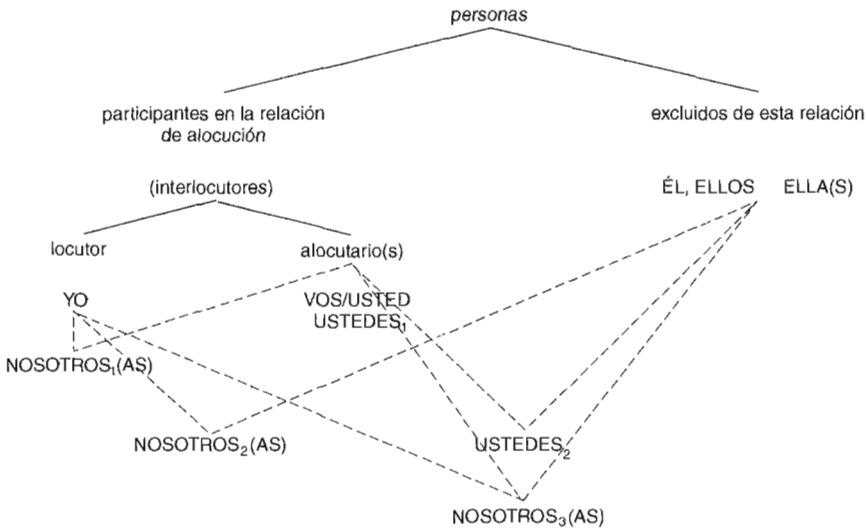 personas
participantes en la relación
de alocución
excluidos de esta relación
(interlocutores)
ÉL, ELLOS ELLA(S)
locutor
alocutario(s)
YO
VOS/USTED
USTEDES₁
NOSOTROS₁(AS)
NOSOTROS₂(AS)
USTEDES₂
NOSOTROS₃(AS)